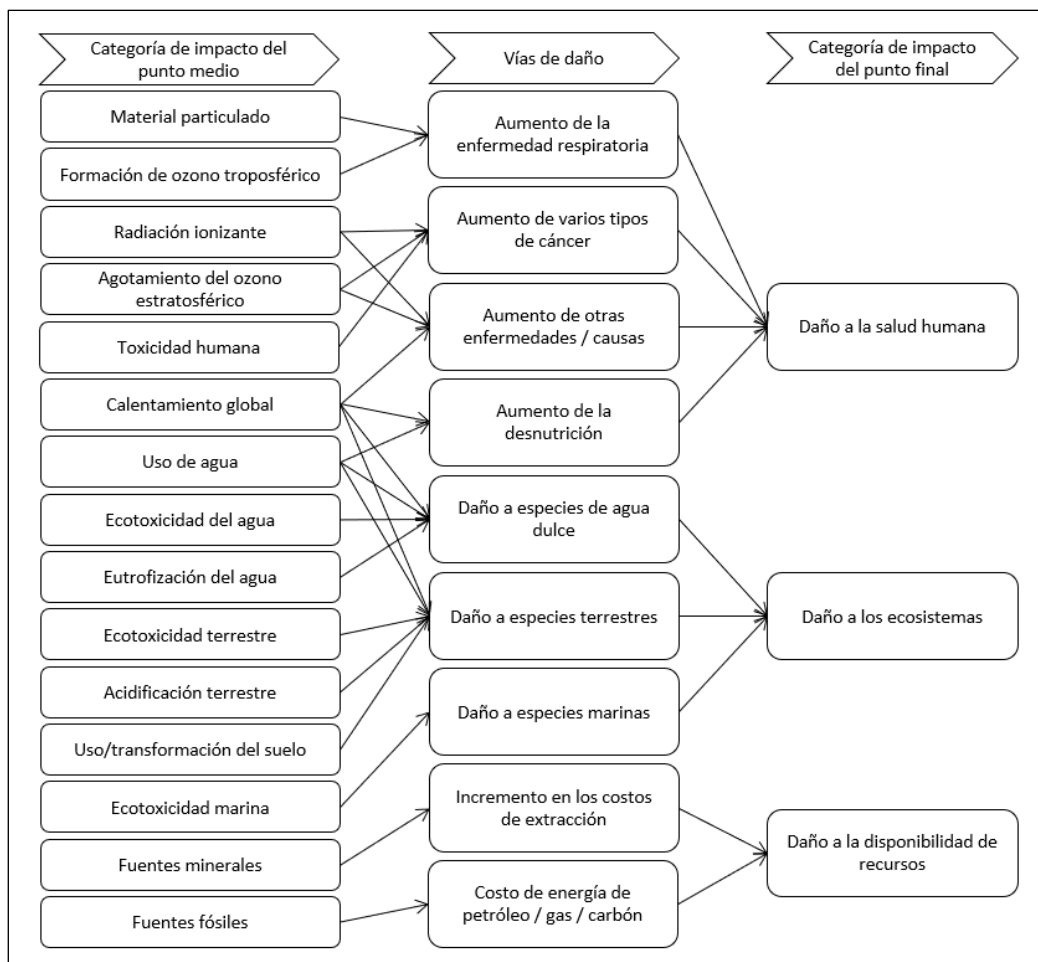 Categoría de impacto del
punto medio
Vías de daño
Categoría de impacto
del punto final
Material particulado
Formación de ozono troposférico
Radiación ionizante
Agotamiento del ozono
estratosférico
Toxicidad humana
Calentamiento global
Uso de agua
Ecotoxicidad del agua
Eutrofización del agua
Ecotoxicidad terrestre
Acidificación terrestre
Uso/transformación del suelo
Ecotoxicidad marina
Fuentes minerales
Fuentes fósiles
Aumento de la
enfermedad respiratoria
Aumento de varios tipos
de cáncer
Aumento de otras
enfermedades / causas
Aumento de la
desnutrición
Daño a especies de agua
dulce
Daño a especies terrestres
Daño a especies marinas
Incremento en los costos
de extracción
Costo de energía de
petróleo / gas / carbón
Daño a la salud humana
Daño a los ecosistemas
Daño a la disponibilidad de
recursos